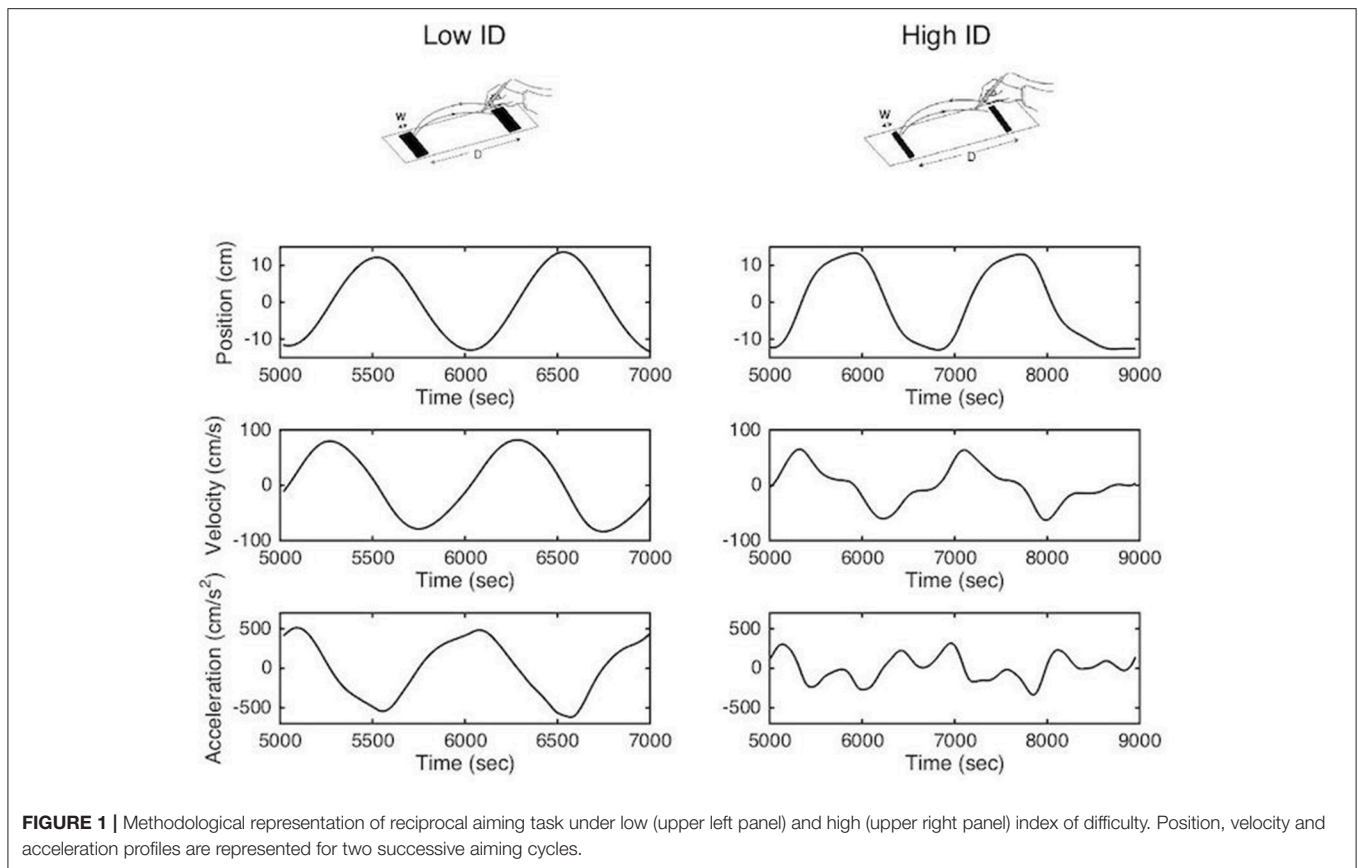 Low ID
High ID
W
D
W
D
Position (cm)
10
0
-10
5000 5500 6000 6500 7000
Time (sec)
10
0
-10
5000 6000 7000 8000 9000
Time (sec)
Velocity (cm/s)
100
0
-100
5000 5500 6000 6500 7000
Time (sec)
100
0
-100
5000 6000 7000 8000 9000
Time (sec)
Acceleration (cm/s²)
500
0
-500
5000 5500 6000 6500 7000
Time (sec)
500
0
-500
5000 6000 7000 8000 9000
Time (sec)
FIGURE 1 | Methodological representation of reciprocal aiming task under low (upper left panel) and high (upper right panel) index of difficulty. Position, velocity and
acceleration profiles are represented for two successive aiming cycles.